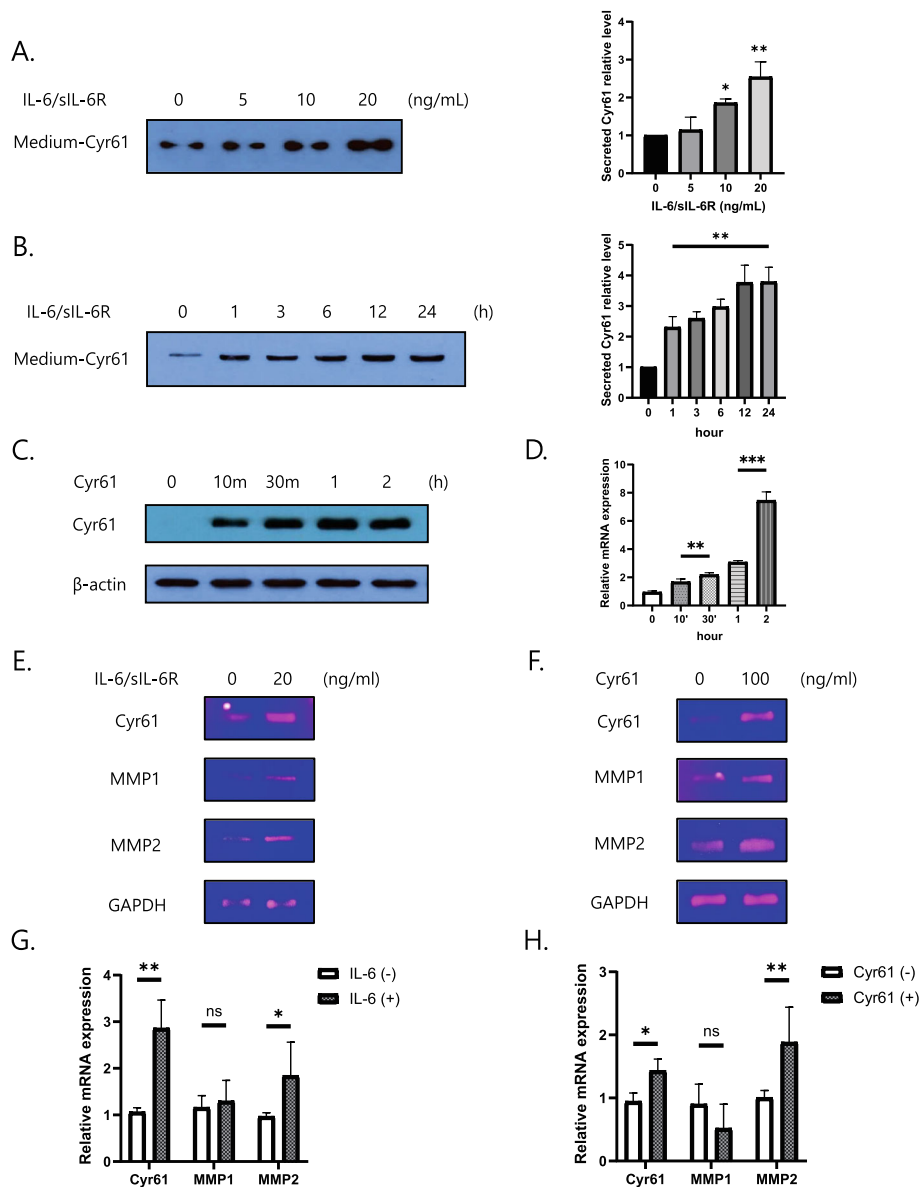 A.
IL-6/sIL-6R 0 5 10 20 (ng/mL)
Medium-Cyr61
Secreted Cyr61 relative level
4
3
2
1
0
* **
0 5 10 20
IL-6/sIL-6R (ng/mL)
B.
IL-6/sIL-6R 0 1 3 6 12 24 (h)
Medium-Cyr61
Secreted Cyr61 relative level
5
4
3
2
1
0
**
0 1 3 6 12 24
hour
C.
Cyr61 0 10m 30m 1 2 (h)
Cyr61
β-actin
D.
Relative mRNA expression
10
8
6
4
2
0
** ***
0 10' 30' 1 2
hour
E.
IL-6/sIL-6R 0 20 (ng/ml)
Cyr61
MMP1
MMP2
GAPDH
F.
Cyr61 0 100 (ng/ml)
Cyr61
MMP1
MMP2
GAPDH
G.
Relative mRNA expression
4
3
2
1
0
** ns *
IL-6 (-)
IL-6 (+)
Cyr61 MMP1 MMP2
H.
Relative mRNA expression
3
2
1
0
* ns **
Cyr61 (-)
Cyr61 (+)
Cyr61 MMP1 MMP2